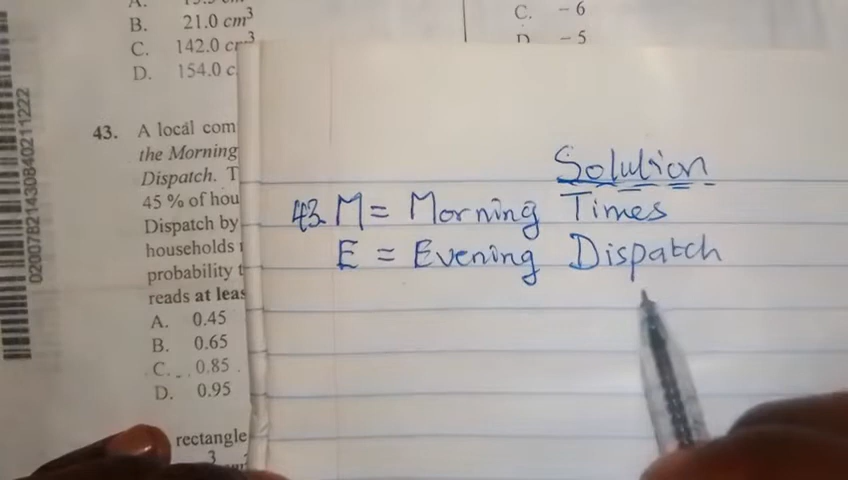 B. 21.0 cm³
C. 142.0 cm³
D. 154.0 c
C. - 6
D - 5
43. A local com
the Morning
Dispatch. T
45 % of hou
Dispatch by
households
probability t
reads at leas
A. 0.45
B. 0.65
C. 0.85
D. 0.95
rectangle
3
Solution
43. M = Morning Times
E = Evening Dispatch
02007821430840211222